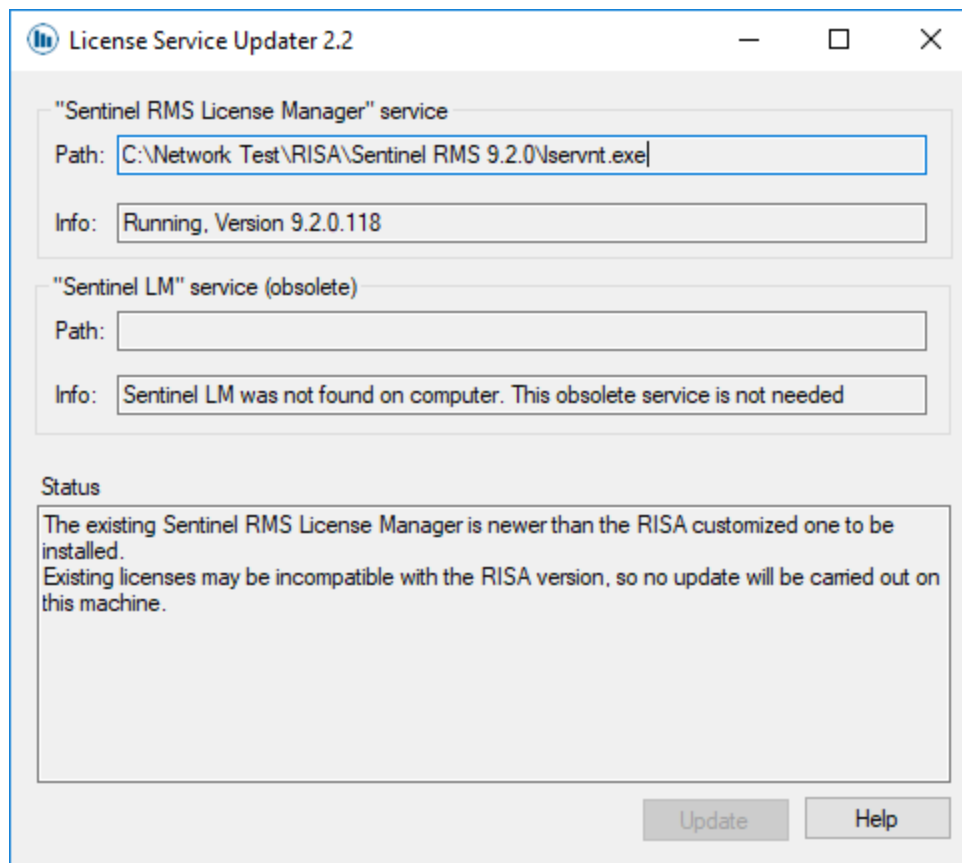 License Service Updater 2.2
"Sentinel RMS License Manager" service
Path: C:\Network Test\RISA\Sentinel RMS 9.2.0\lservnt.exe
Info: Running, Version 9.2.0.118
"Sentinel LM" service (obsolete)
Path:
Info: Sentinel LM was not found on computer. This obsolete service is not needed
Status
The existing Sentinel RMS License Manager is newer than the RISA customized one to be
installed.
Existing licenses may be incompatible with the RISA version, so no update will be carried out on
this machine.
Update Help